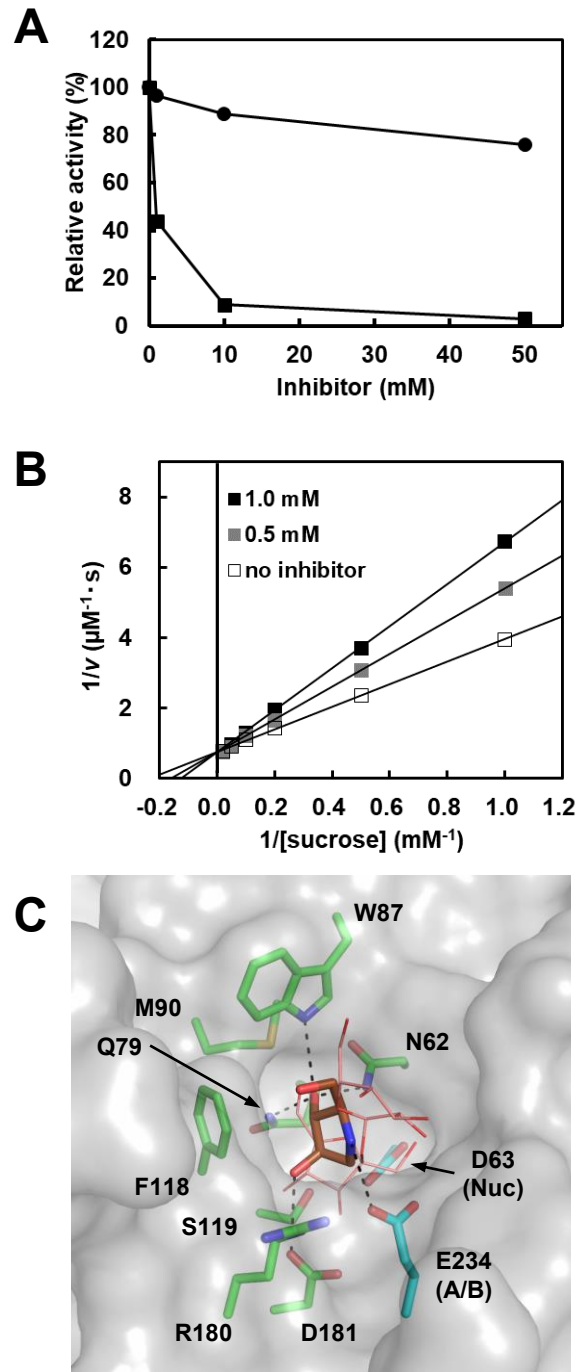 A
120
100
80
60
40
20
0
Relative activity (%)
0 10 20 30 40 50
Inhibitor (mM)
B
8
6
4
2
0
1/v (µM⁻¹· s)
1.0 mM
0.5 mM
no inhibitor
-0.2 0.0 0.2 0.4 0.6 0.8 1.0 1.2
1/[sucrose] (mM⁻¹)
C
W87
M90
Q79
N62
F118
D63
(Nuc)
S119
E234
(A/B)
R180 D181